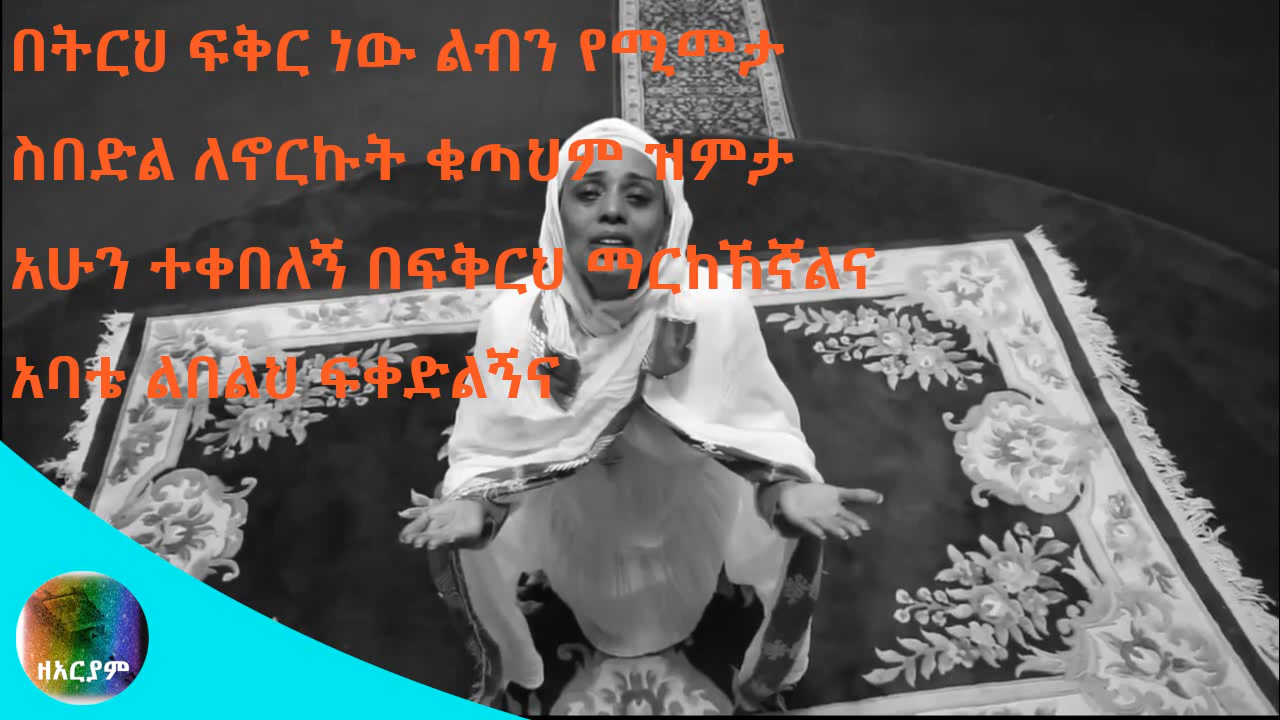 በትርህ ፍቅር ነው ልብን የሚመታ
ስበድል ለኖርኩት ቁጣህም ዝምታ
አሁን ተቀበለኝ በፍቅርህ ማርከኸኛልና
አባቴ ልበልህ ፍቀድልኝና
ዘአርያም